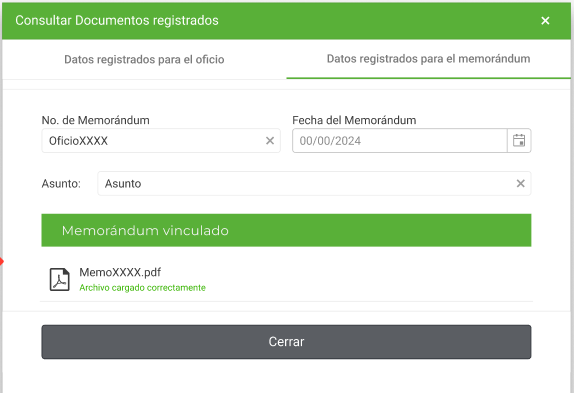 Consultar Documentos registrados
Datos registrados para el oficio
Datos registrados para el memorándum
No. de Memorándum
Fecha del Memorándum
OficioXXXX
00/00/2024
Asunto:
Asunto
Memorándum vinculado
MemoXXXX.pdf
Archivo cargado correctamente
Cerrar